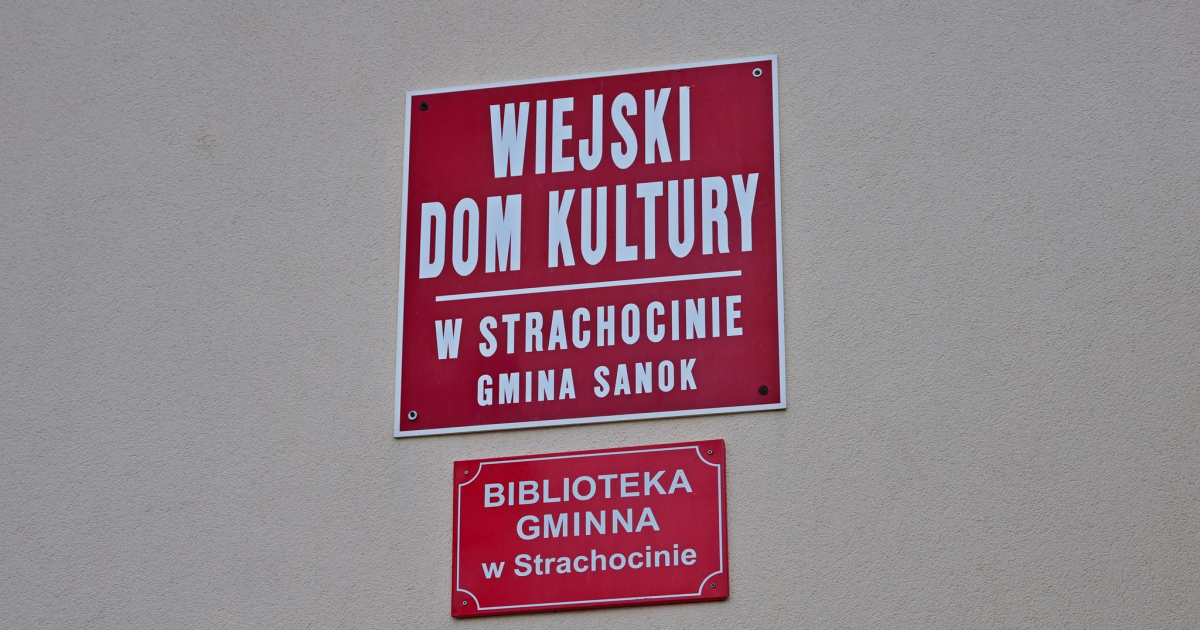 WIEJSKI
DOM KULTURY
W STRACHOCINIE
GMINA SANOK
BIBLIOTEKA
GMINNA
w Strachocinie